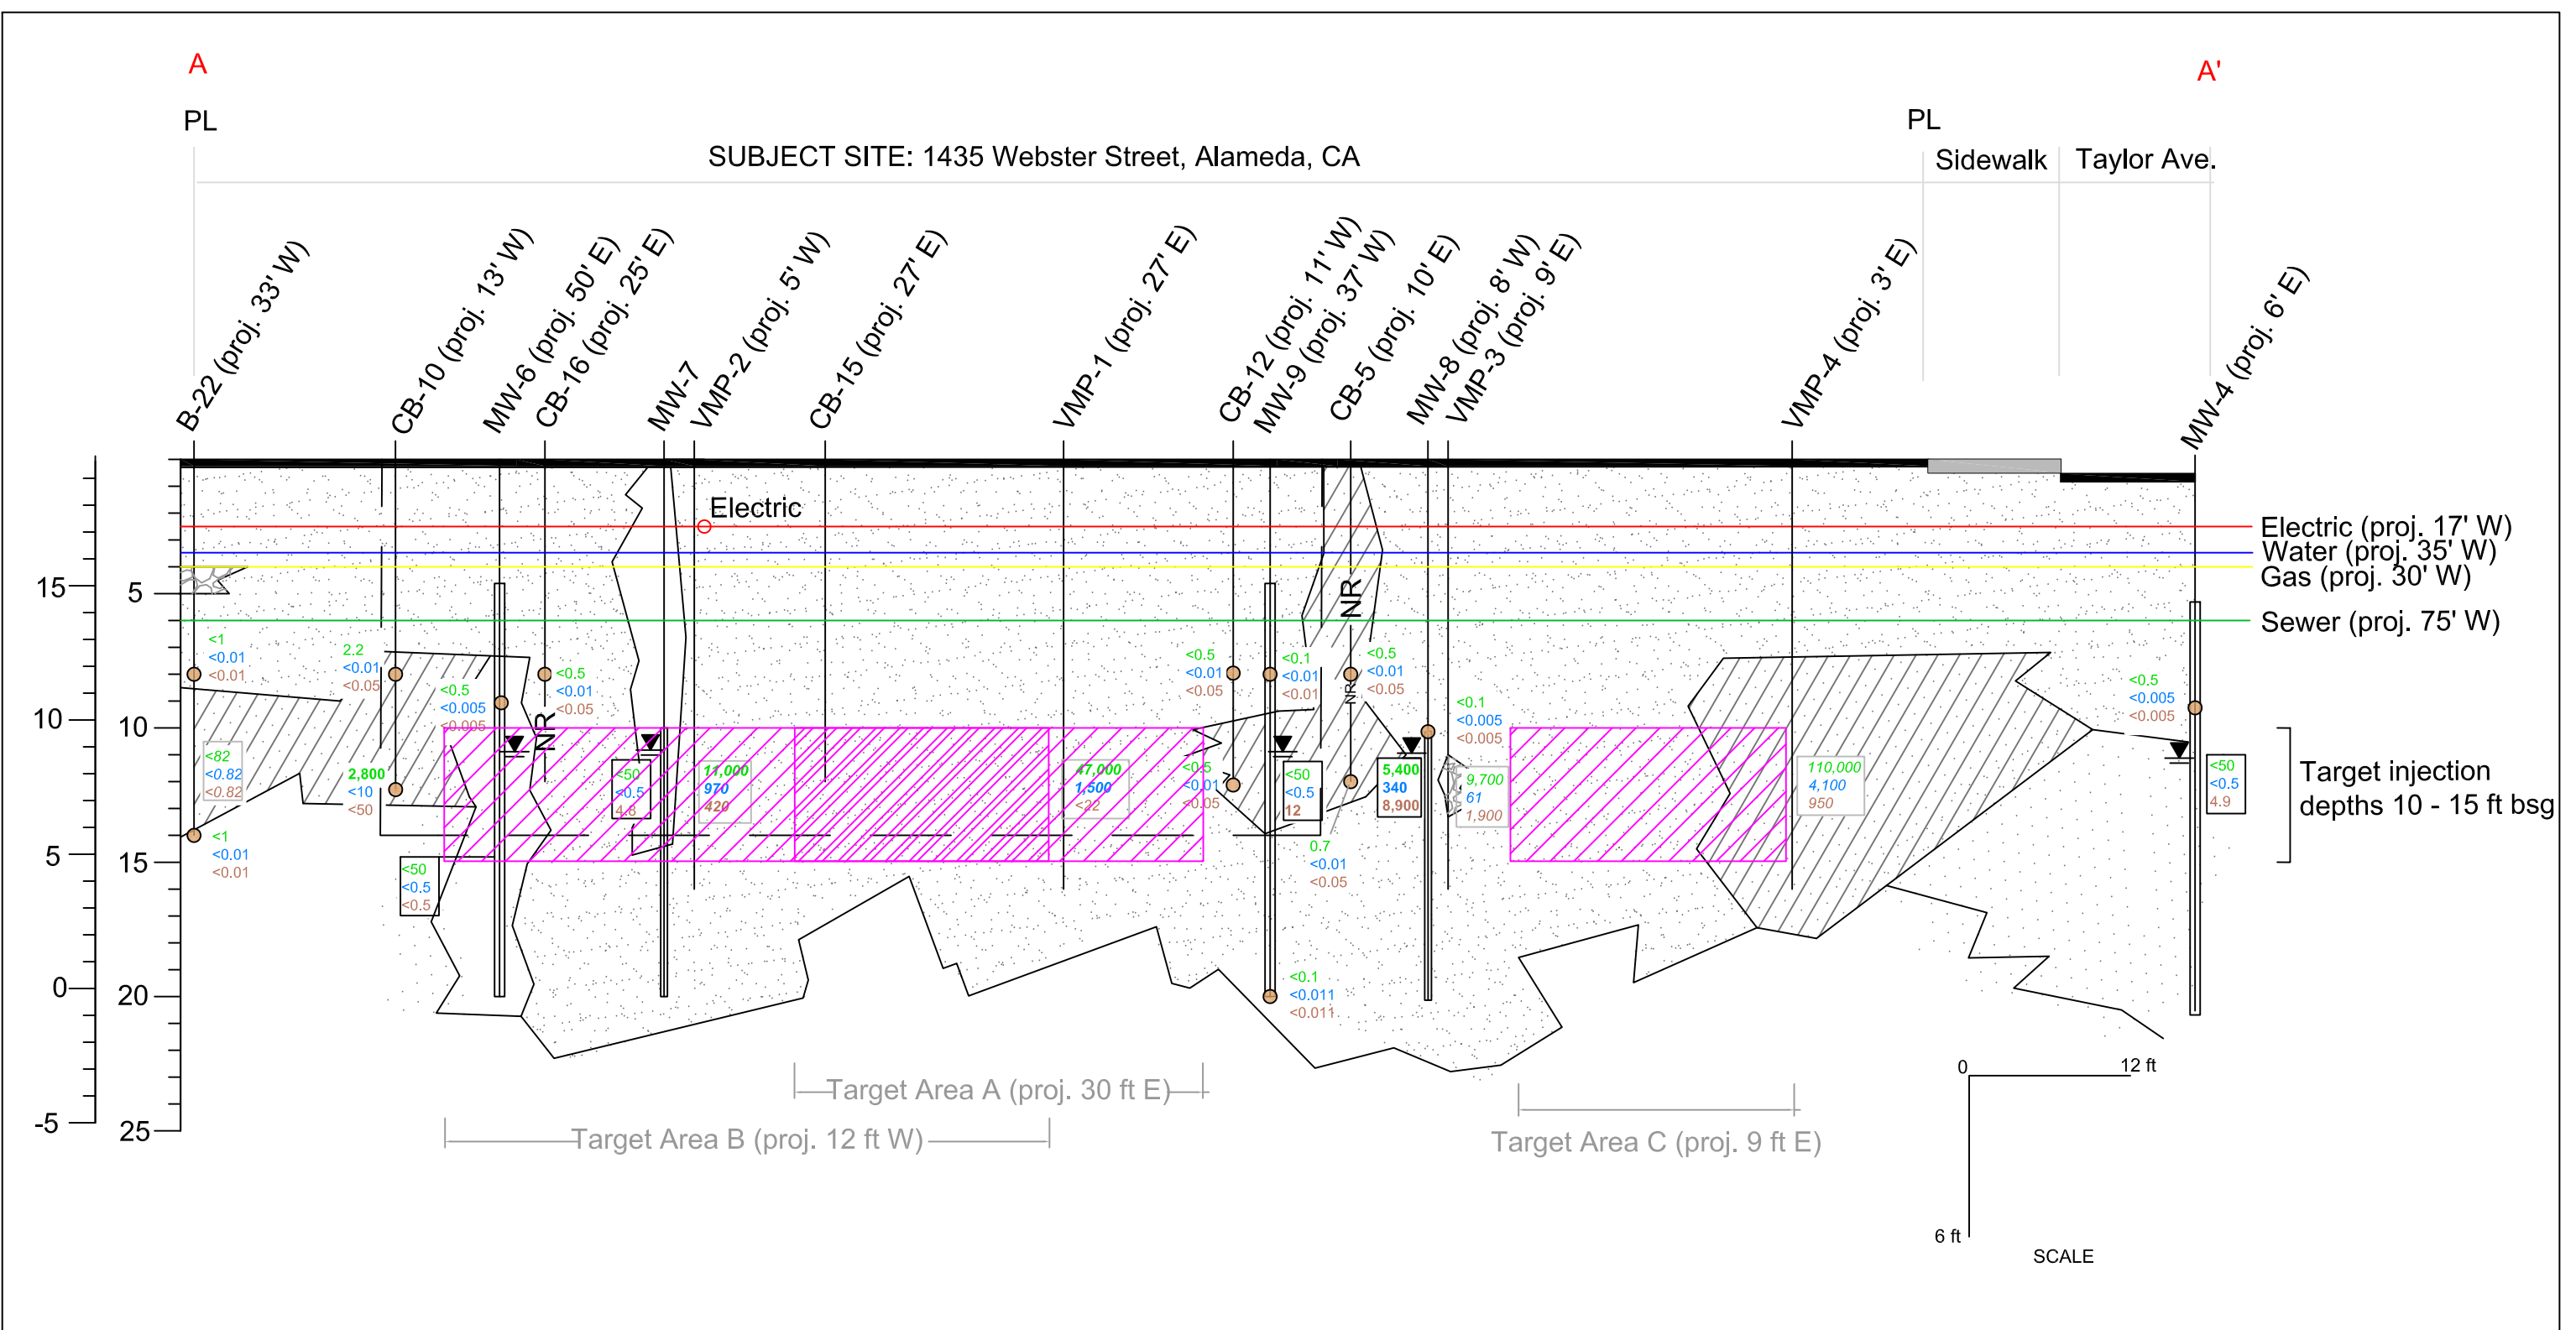 A
A'
PL
PL
SUBJECT SITE: 1435 Webster Street, Alameda, CA
Sidewalk
Taylor Ave.
B-22 (proj. 33' W)
CB-10 (proj. 13' W)
MW-6 (proj. 50' E)
CB-16 (proj. 25' E)
MW-7
VMP-2 (proj. 5' W)
CB-15 (proj. 27' E)
VMP-1 (proj. 27' E)
CB-12 (proj. 11' W)
MW-9 (proj. 37' W)
CB-5 (proj. 10' E)
MW-8 (proj. 8' W)
VMP-3 (proj. 9' E)
VMP-4 (proj. 3' E)
MW-4 (proj. 6' E)
Electric
Electric (proj. 17' W)
Water (proj. 35' W)
Gas (proj. 30' W)
Sewer (proj. 75' W)
15
10
5
0
-5
5
10
15
20
25
<1
<0.01
<0.01
<82
<0.82
<0.82
<1
<0.01
<0.01
2.2
<0.01
<0.05
2,800
<10
<50
<0.5
<0.005
<0.005
<50
<0.5
<0.5
<0.5
<0.01
<0.05
NR
<50
<0.5
4.8
11,000
970
420
47,000
1,500
<22
<0.5
<0.01
<0.05
<0.5
<0.01
<0.05
<0.1
<0.01
<0.01
<50
<0.5
12
<0.1
<0.011
<0.011
NR
NR
<0.5
<0.01
<0.05
0.7
<0.01
<0.05
5,400
340
8,900
<0.1
<0.005
<0.005
9,700
61
1,900
110,000
4,100
950
<0.5
<0.005
<0.005
<50
<0.5
4.9
Target injection
depths 10 - 15 ft bsg
Target Area A (proj. 30 ft E)
Target Area B (proj. 12 ft W)
Target Area C (proj. 9 ft E)
0
12 ft
6 ft
SCALE